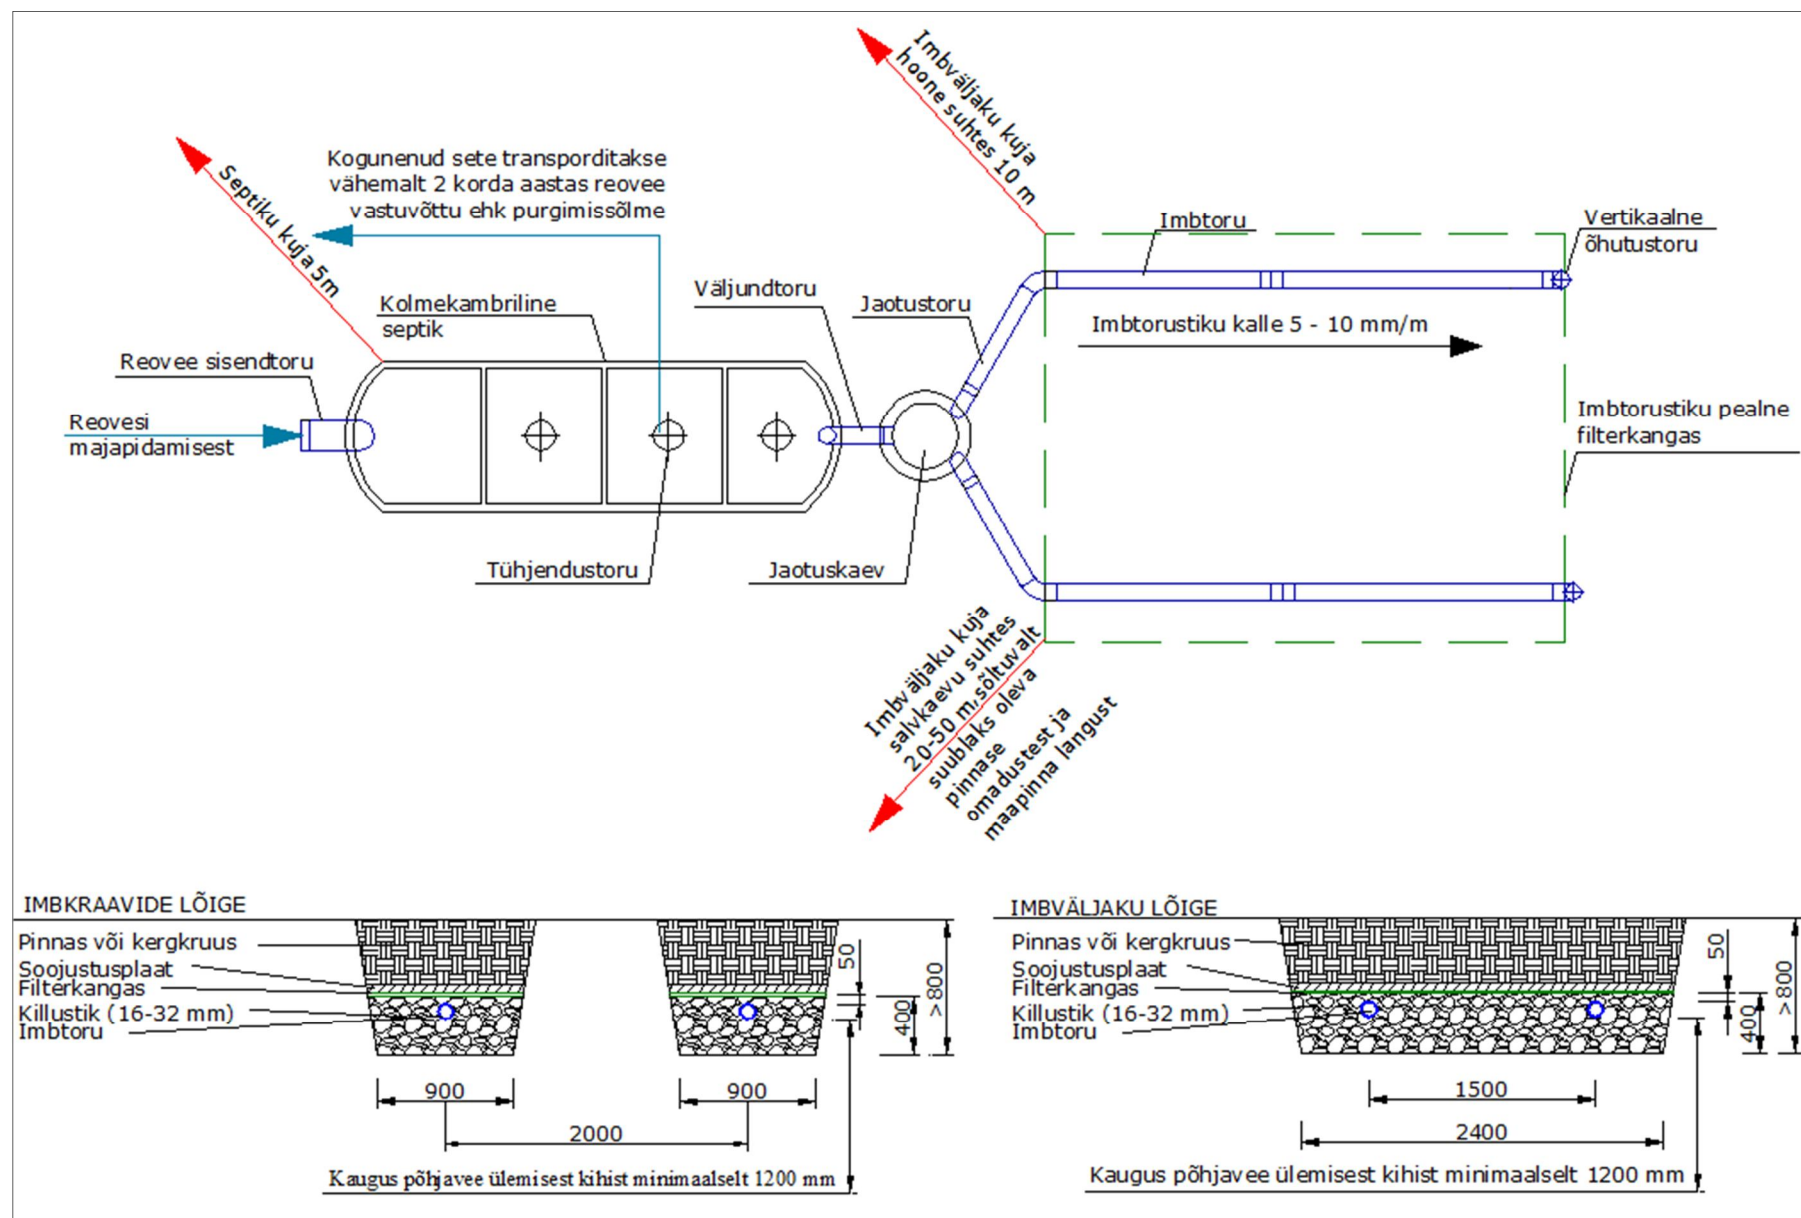 Imbväljaku kuja
hoone suhtes 10 m
Septiku kuja 5m
Kogunenud sete transporditakse
vähemalt 2 korda aastas reovee
vastuvõttu ehk purgimissõlme
Imbtoru
Vertikaalne
õhutustoru
Kolmekambriline
septik
Väljundtoru
Jaotustoru
Imbtorustiku kalle 5 - 10 mm/m
Reovee sisendtoru
Reovesi
majapidamisest
Imbtorustiku pealne
filterkangas
Tühjendustoru
Jaotuskaev
Imbväljaku kuja
salvkaevu suhtes
20-50 m,sõltuvalt
suublaks oleva
pinnase
omadustest ja
maapinna langust
IMBKRAAVIDE LÕIGE
Pinnas või kergkruus
Soojustusplaat
Filterkangas
Killustik (16-32 mm)
Imbtoru
50
400
>800
900
900
2000
Kaugus põhjavee ülemisest kihist minimaalselt 1200 mm
IMBVÄLJAKU LÕIGE
Pinnas või kergkruus
Soojustusplaat
Filterkangas
Killustik (16-32 mm)
Imbtoru
50
400
>800
1500
2400
Kaugus põhjavee ülemisest kihist minimaalselt 1200 mm